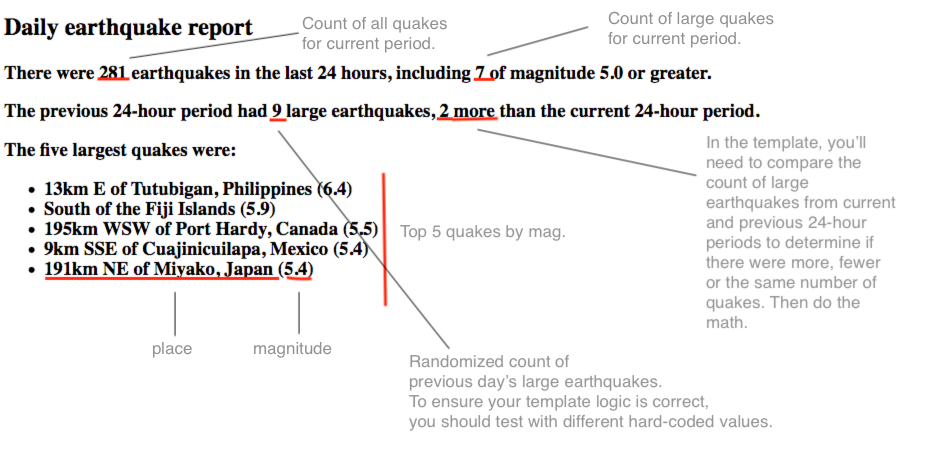 Daily earthquake report
Count of all quakes
for current period.
Count of large quakes
for current period.
There were 281 earthquakes in the last 24 hours, including 7 of magnitude 5.0 or greater.
The previous 24-hour period had 9 large earthquakes, 2 more than the current 24-hour period.
The five largest quakes were:
• 13km E of Tutubigan, Philippines (6.4)
• South of the Fiji Islands (5.9)
• 195km WSW of Port Hardy, Canada (5.5)
• 9km SSE of Cuajinicuilapa, Mexico (5.4)
• 191km NE of Miyako, Japan (5.4)
Top 5 quakes by mag.
In the template, you’ll
need to compare the
count of large
earthquakes from current
and previous 24-hour
periods to determine if
there were more, fewer
or the same number of
quakes. Then do the
math.
place
magnitude
Randomized count of
previous day’s large earthquakes.
To ensure your template logic is correct,
you should test with different hard-coded values.